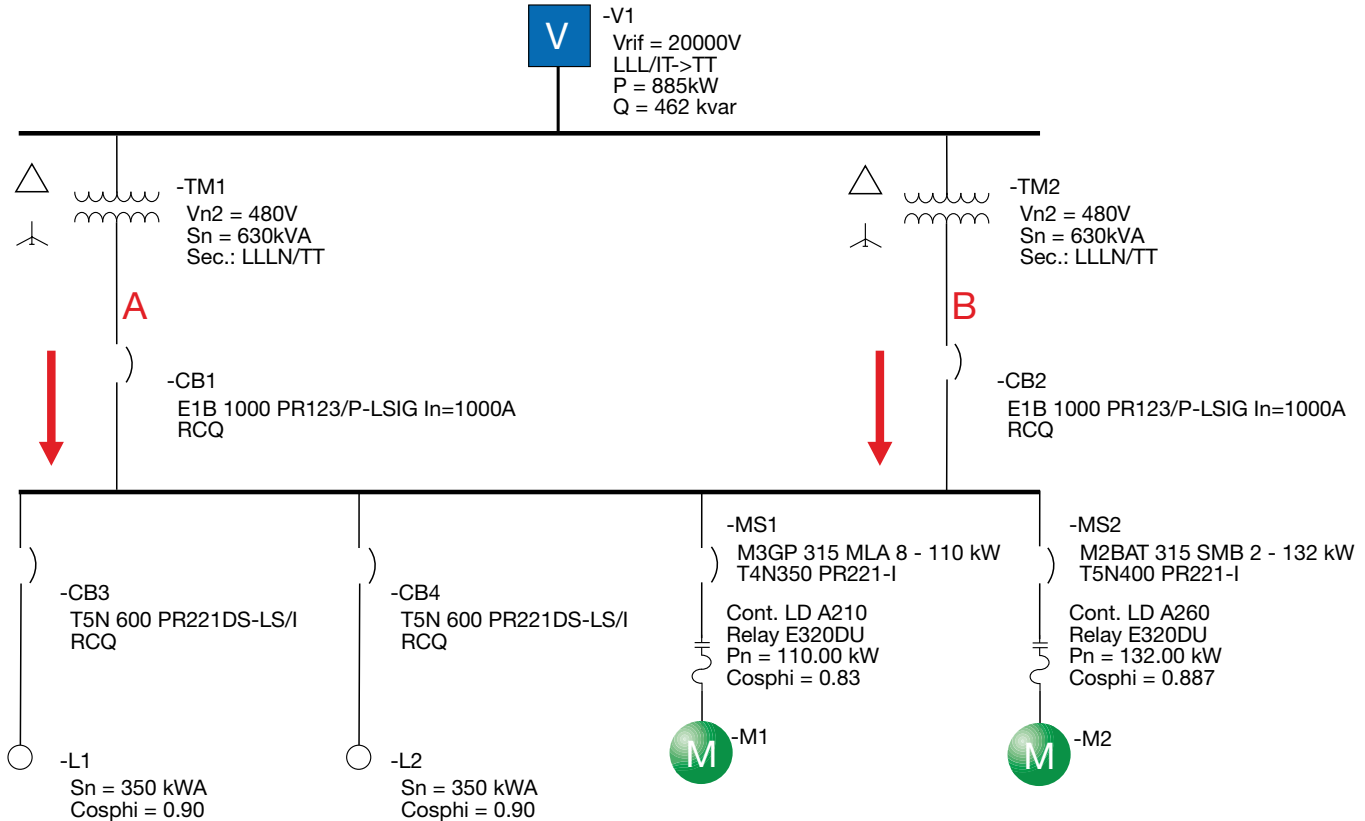 V
-V1
Vrif = 20000V
LLL/IT->TT
P = 885kW
Q = 462 kvar
-TM1
Vn2 = 480V
Sn = 630kVA
Sec.: LLLN/TT
-TM2
Vn2 = 480V
Sn = 630kVA
Sec.: LLLN/TT
A
B
-CB1
E1B 1000 PR123/P-LSIG In=1000A
RCQ
-CB2
E1B 1000 PR123/P-LSIG In=1000A
RCQ
-CB3
T5N 600 PR221DS-LS/I
RCQ
-CB4
T5N 600 PR221DS-LS/I
RCQ
-MS1
M3GP 315 MLA 8 - 110 kW
T4N350 PR221-I
Cont. LD A210
Relay E320DU
Pn = 110.00 kW
Cosphi = 0.83
-MS2
M2BAT 315 SMB 2 - 132 kW
T5N400 PR221-I
Cont. LD A260
Relay E320DU
Pn = 132.00 kW
Cosphi = 0.887
-L1
Sn = 350 kWA
Cosphi = 0.90
-L2
Sn = 350 kWA
Cosphi = 0.90
M
-M1
M
-M2